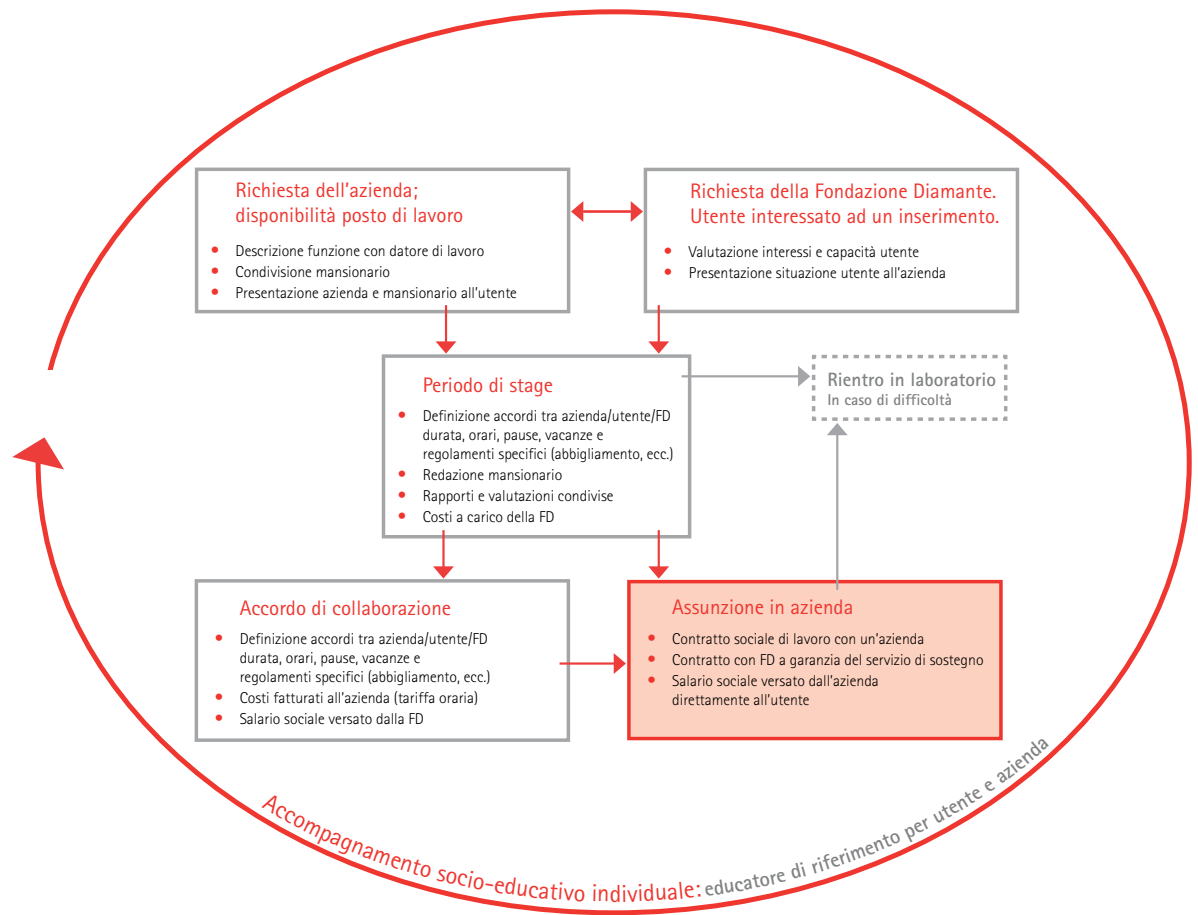 Richiesta dell'azienda;
disponibilità posto di lavoro
• Descrizione funzione con datore di lavoro
• Condivisione mansionario
• Presentazione azienda e mansionario all'utente
Richiesta della Fondazione Diamante.
Utente interessato ad un inserimento.
• Valutazione interessi e capacità utente
• Presentazione situazione utente all'azienda
Periodo di stage
• Definizione accordi tra azienda/utente/FD
durata, orari, pause, vacanze e
regolamenti specifici (abbigliamento, ecc.)
• Redazione mansionario
• Rapporti e valutazioni condivise
• Costi a carico della FD
Rientro in laboratorio
In caso di difficoltà
Accordo di collaborazione
• Definizione accordi tra azienda/utente/FD
durata, orari, pause, vacanze e
regolamenti specifici (abbigliamento, ecc.)
• Costi fatturati all'azienda (tariffa oraria)
• Salario sociale versato dalla FD
Assunzione in azienda
• Contratto sociale di lavoro con un'azienda
• Contratto con FD a garanzia del servizio di sostegno
• Salario sociale versato dall'azienda
direttamente all'utente
Accompagnamento socio-educativo individuale: educatore di riferimento per utente e azienda